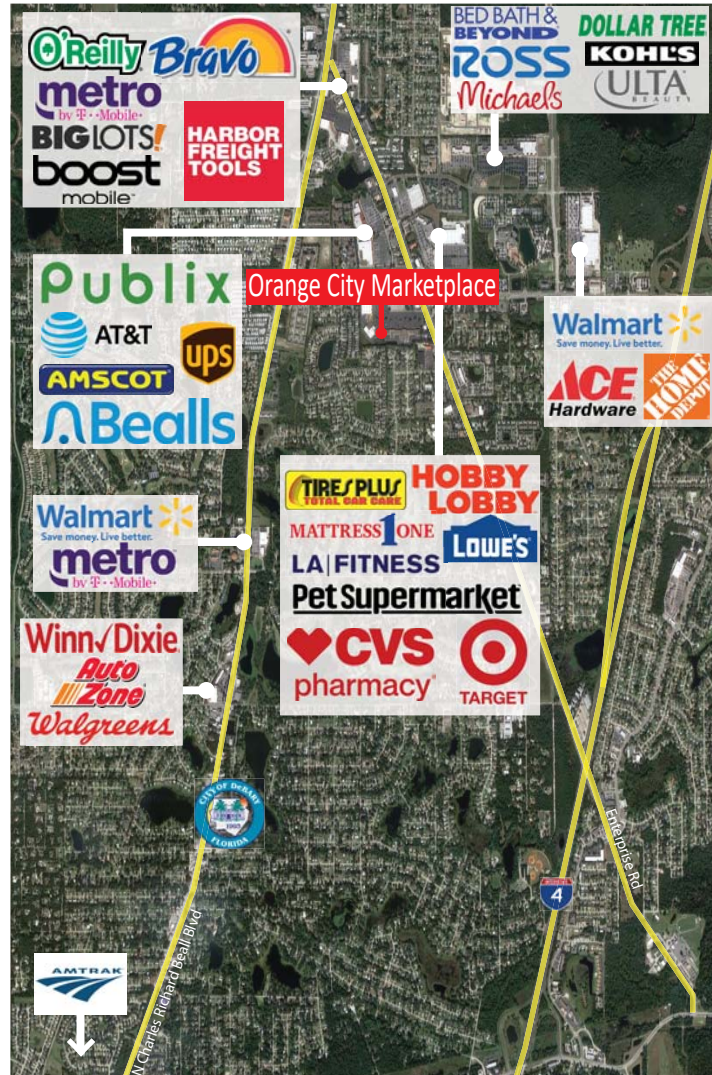 O'Reilly Bravo
metro
by T··Mobile·
BIG LOTS!
boost
mobile
HARBOR
FREIGHT
TOOLS
BED BATH &
BEYOND
ROSS
Michaels
DOLLAR TREE
KOHL'S
ULTA
BEAUTY
Publix
AT&T
ups
AMSCOT
Bealls
Orange City Marketplace
Walmart
Save money. Live better.
ACE
Hardware
THE
HOME
DEPOT
TIRES PLUS
TOTAL CAR CARE
HOBBY
LOBBY
MATTRESS 1 ONE
LOWE'S
LA|FITNESS
Pet Supermarket
CVS
pharmacy
TARGET
Walmart
Save money. Live better.
metro
by T··Mobile·
Winn Dixie
Auto
Zone
Walgreens
CITY OF DeBARY
1993
FLORIDA
Enterprise Rd
INTERSTATE
4
N Charles Richard Beall Blvd
AMTRAK